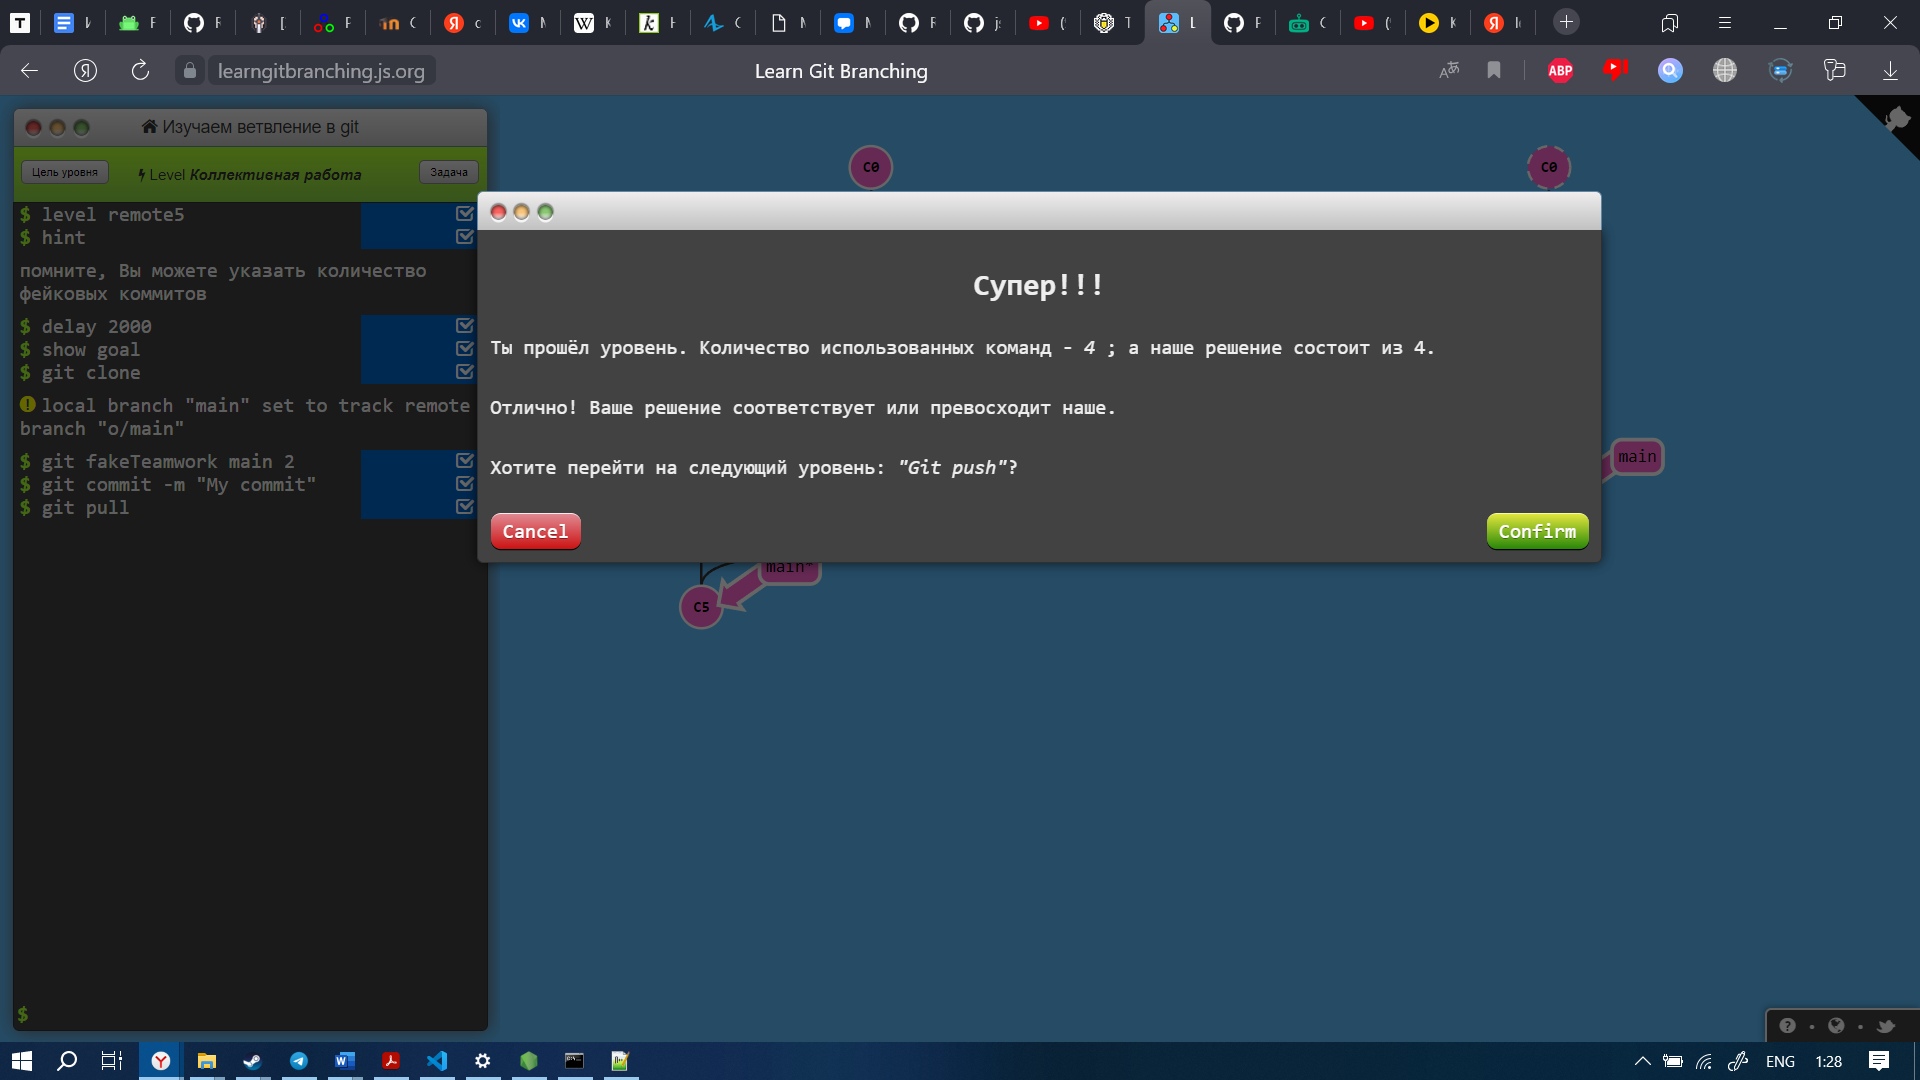 learngitbranching.js.org
Learn Git Branching
ABP
Изучаем ветвление в git
Цель уровня
Level Коллективная работа
Задача
$ level remote5
$ hint
помните, Вы можете указать количество
фейковых коммитов
$ delay 2000
$ show goal
$ git clone
local branch "main" set to track remote
branch "o/main"
$ git fakeTeamwork main 2
$ git commit -m "My commit"
$ git pull
$
C0
C0
Супер!!!
Ты прошёл уровень. Количество использованных команд - 4 ; а наше решение состоит из 4.
Отлично! Ваше решение соответствует или превосходит наше.
Хотите перейти на следующий уровень: "Git push"?
Cancel
Confirm
main
main*
C5
ENG
1:28